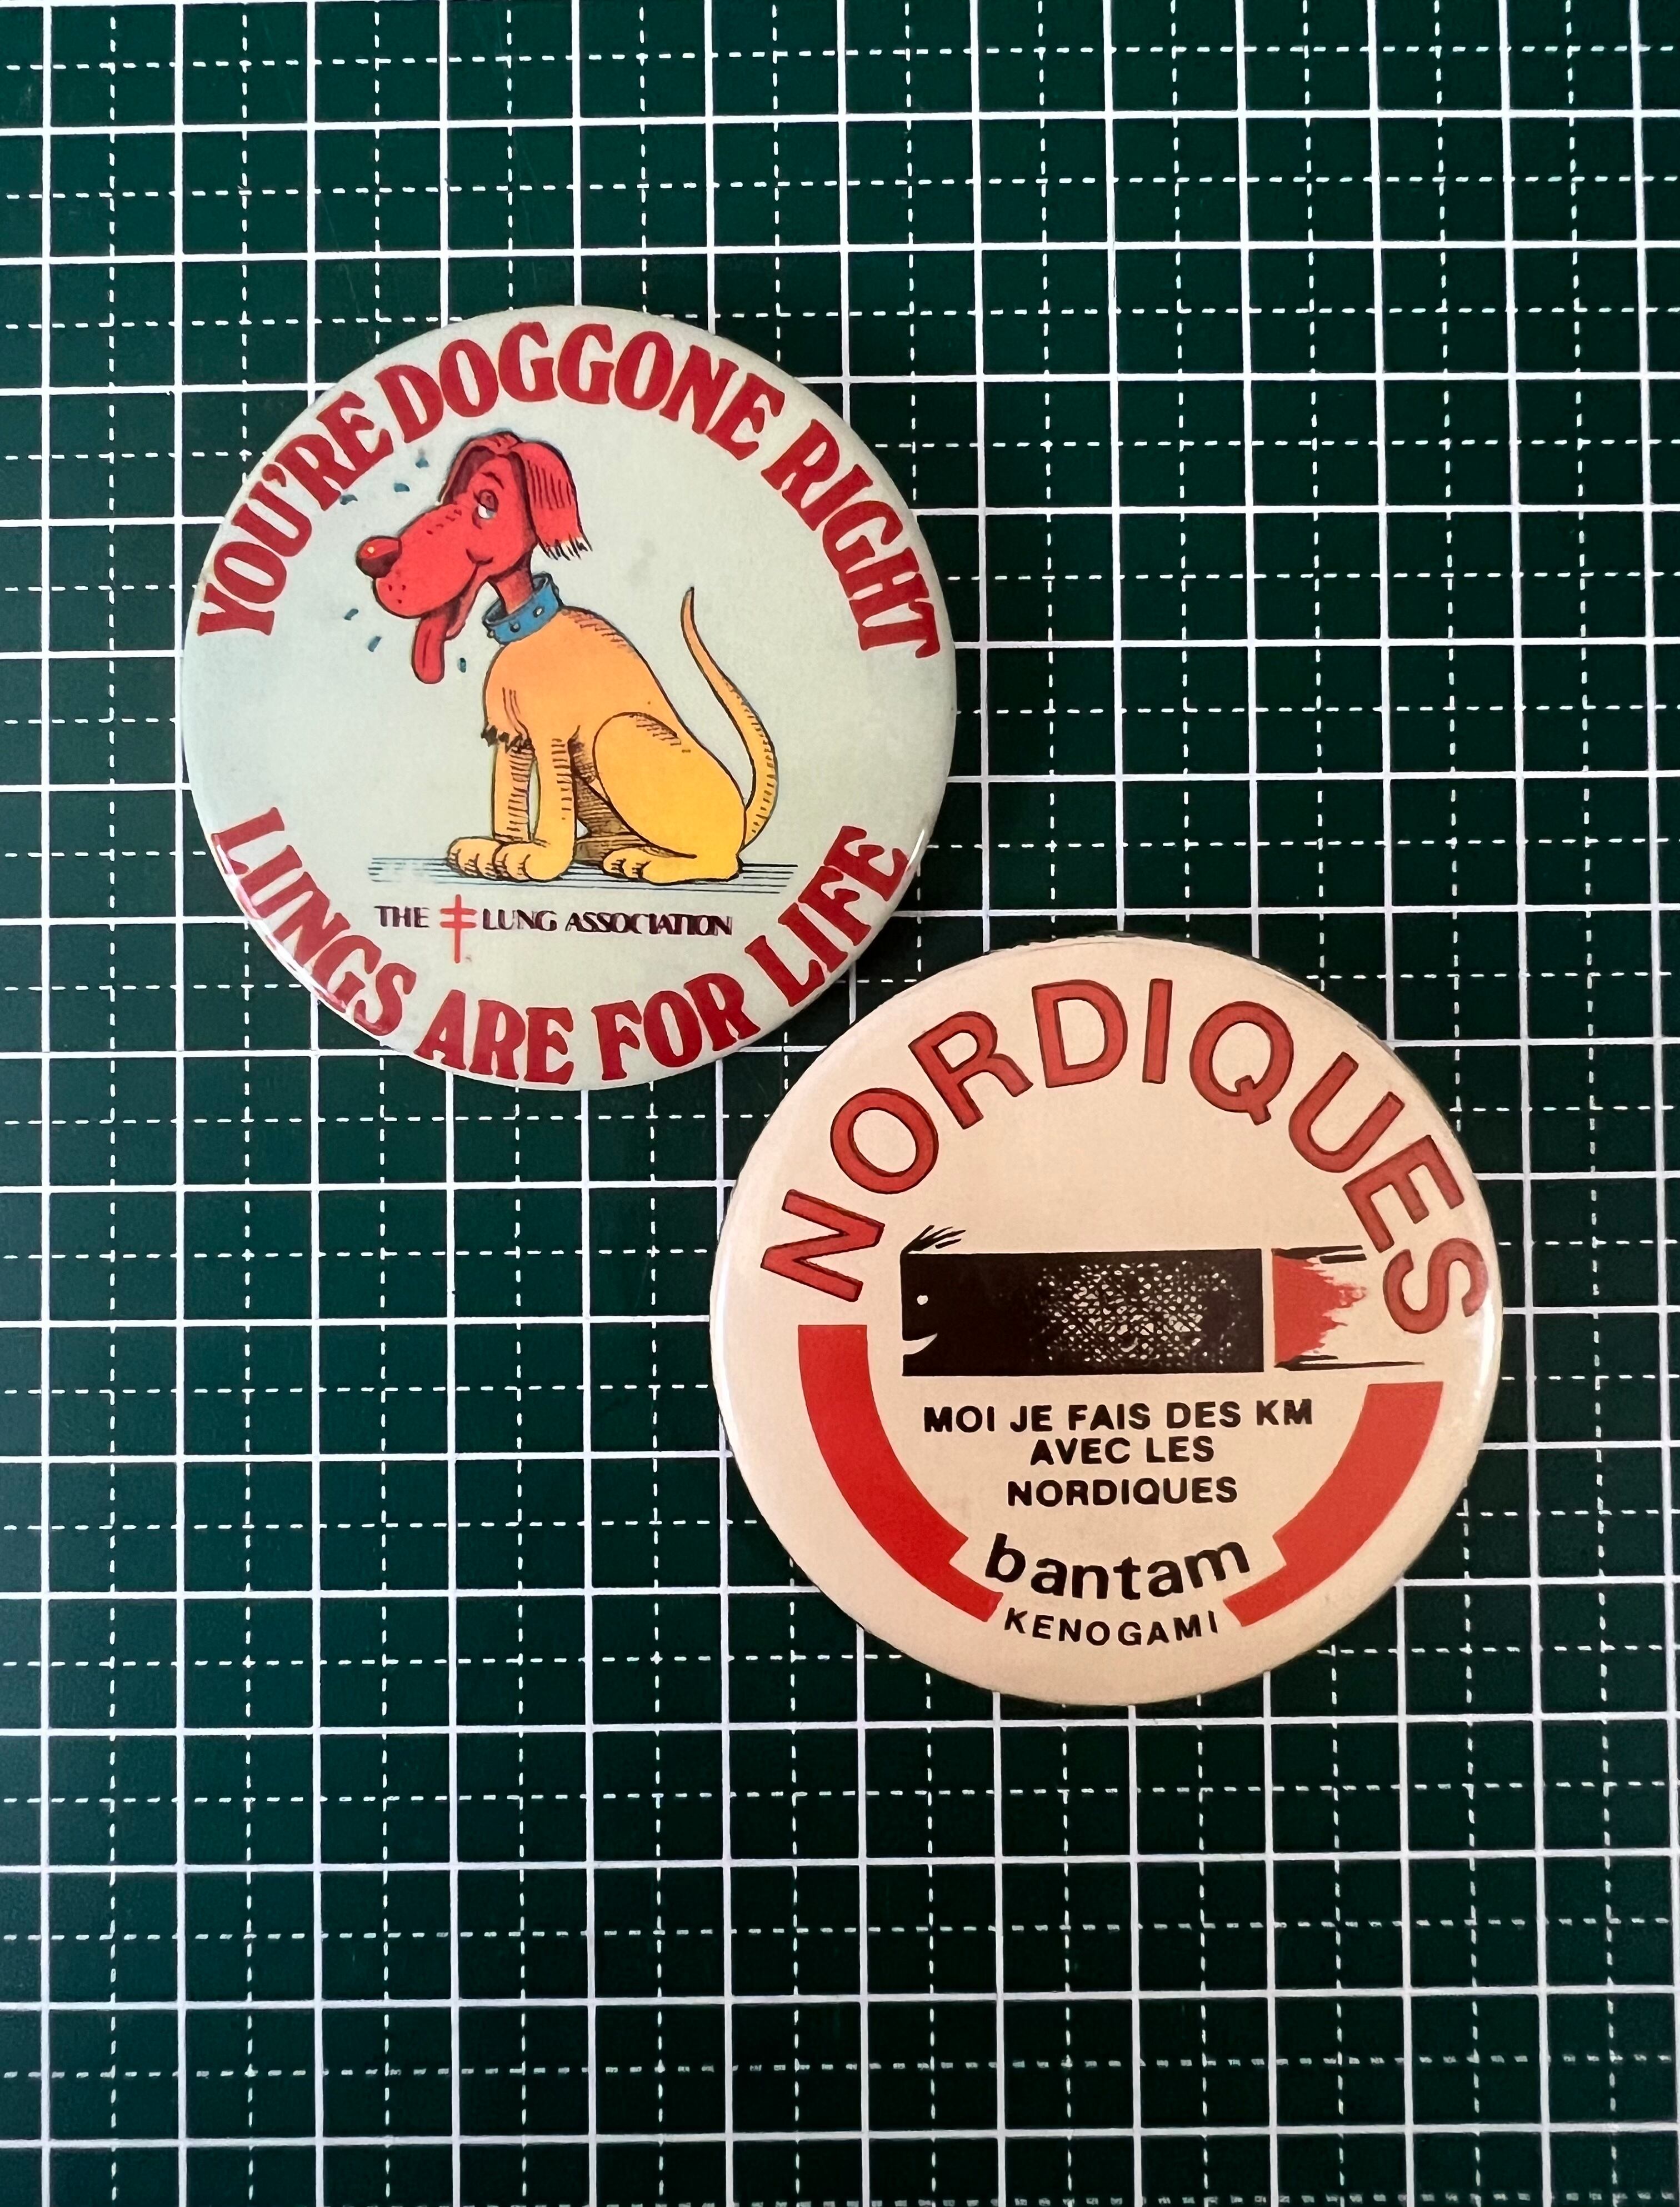 YOU'RE DOGGONE RIGHT
THE LUNG ASSOCIATION
LUNGS ARE FOR LIFE
NORDIQUES
MOI JE FAIS DES KM
AVEC LES
NORDIQUES
bantam
KENOGAMI